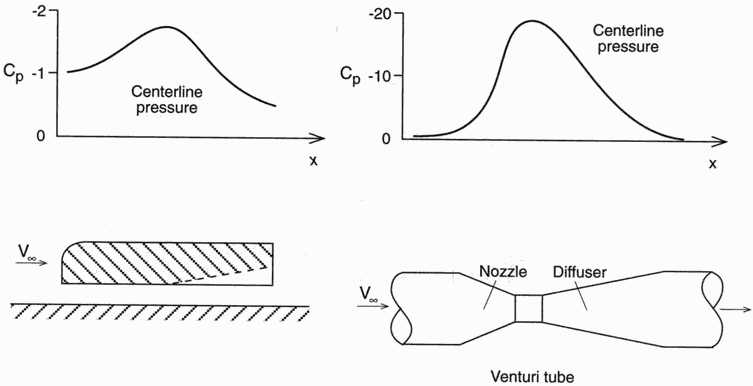 -2
Cp -1
0
Centerline
pressure
x
-20
Cp -10
0
Centerline
pressure
x
V∞
V∞
Nozzle
Diffuser
Venturi tube